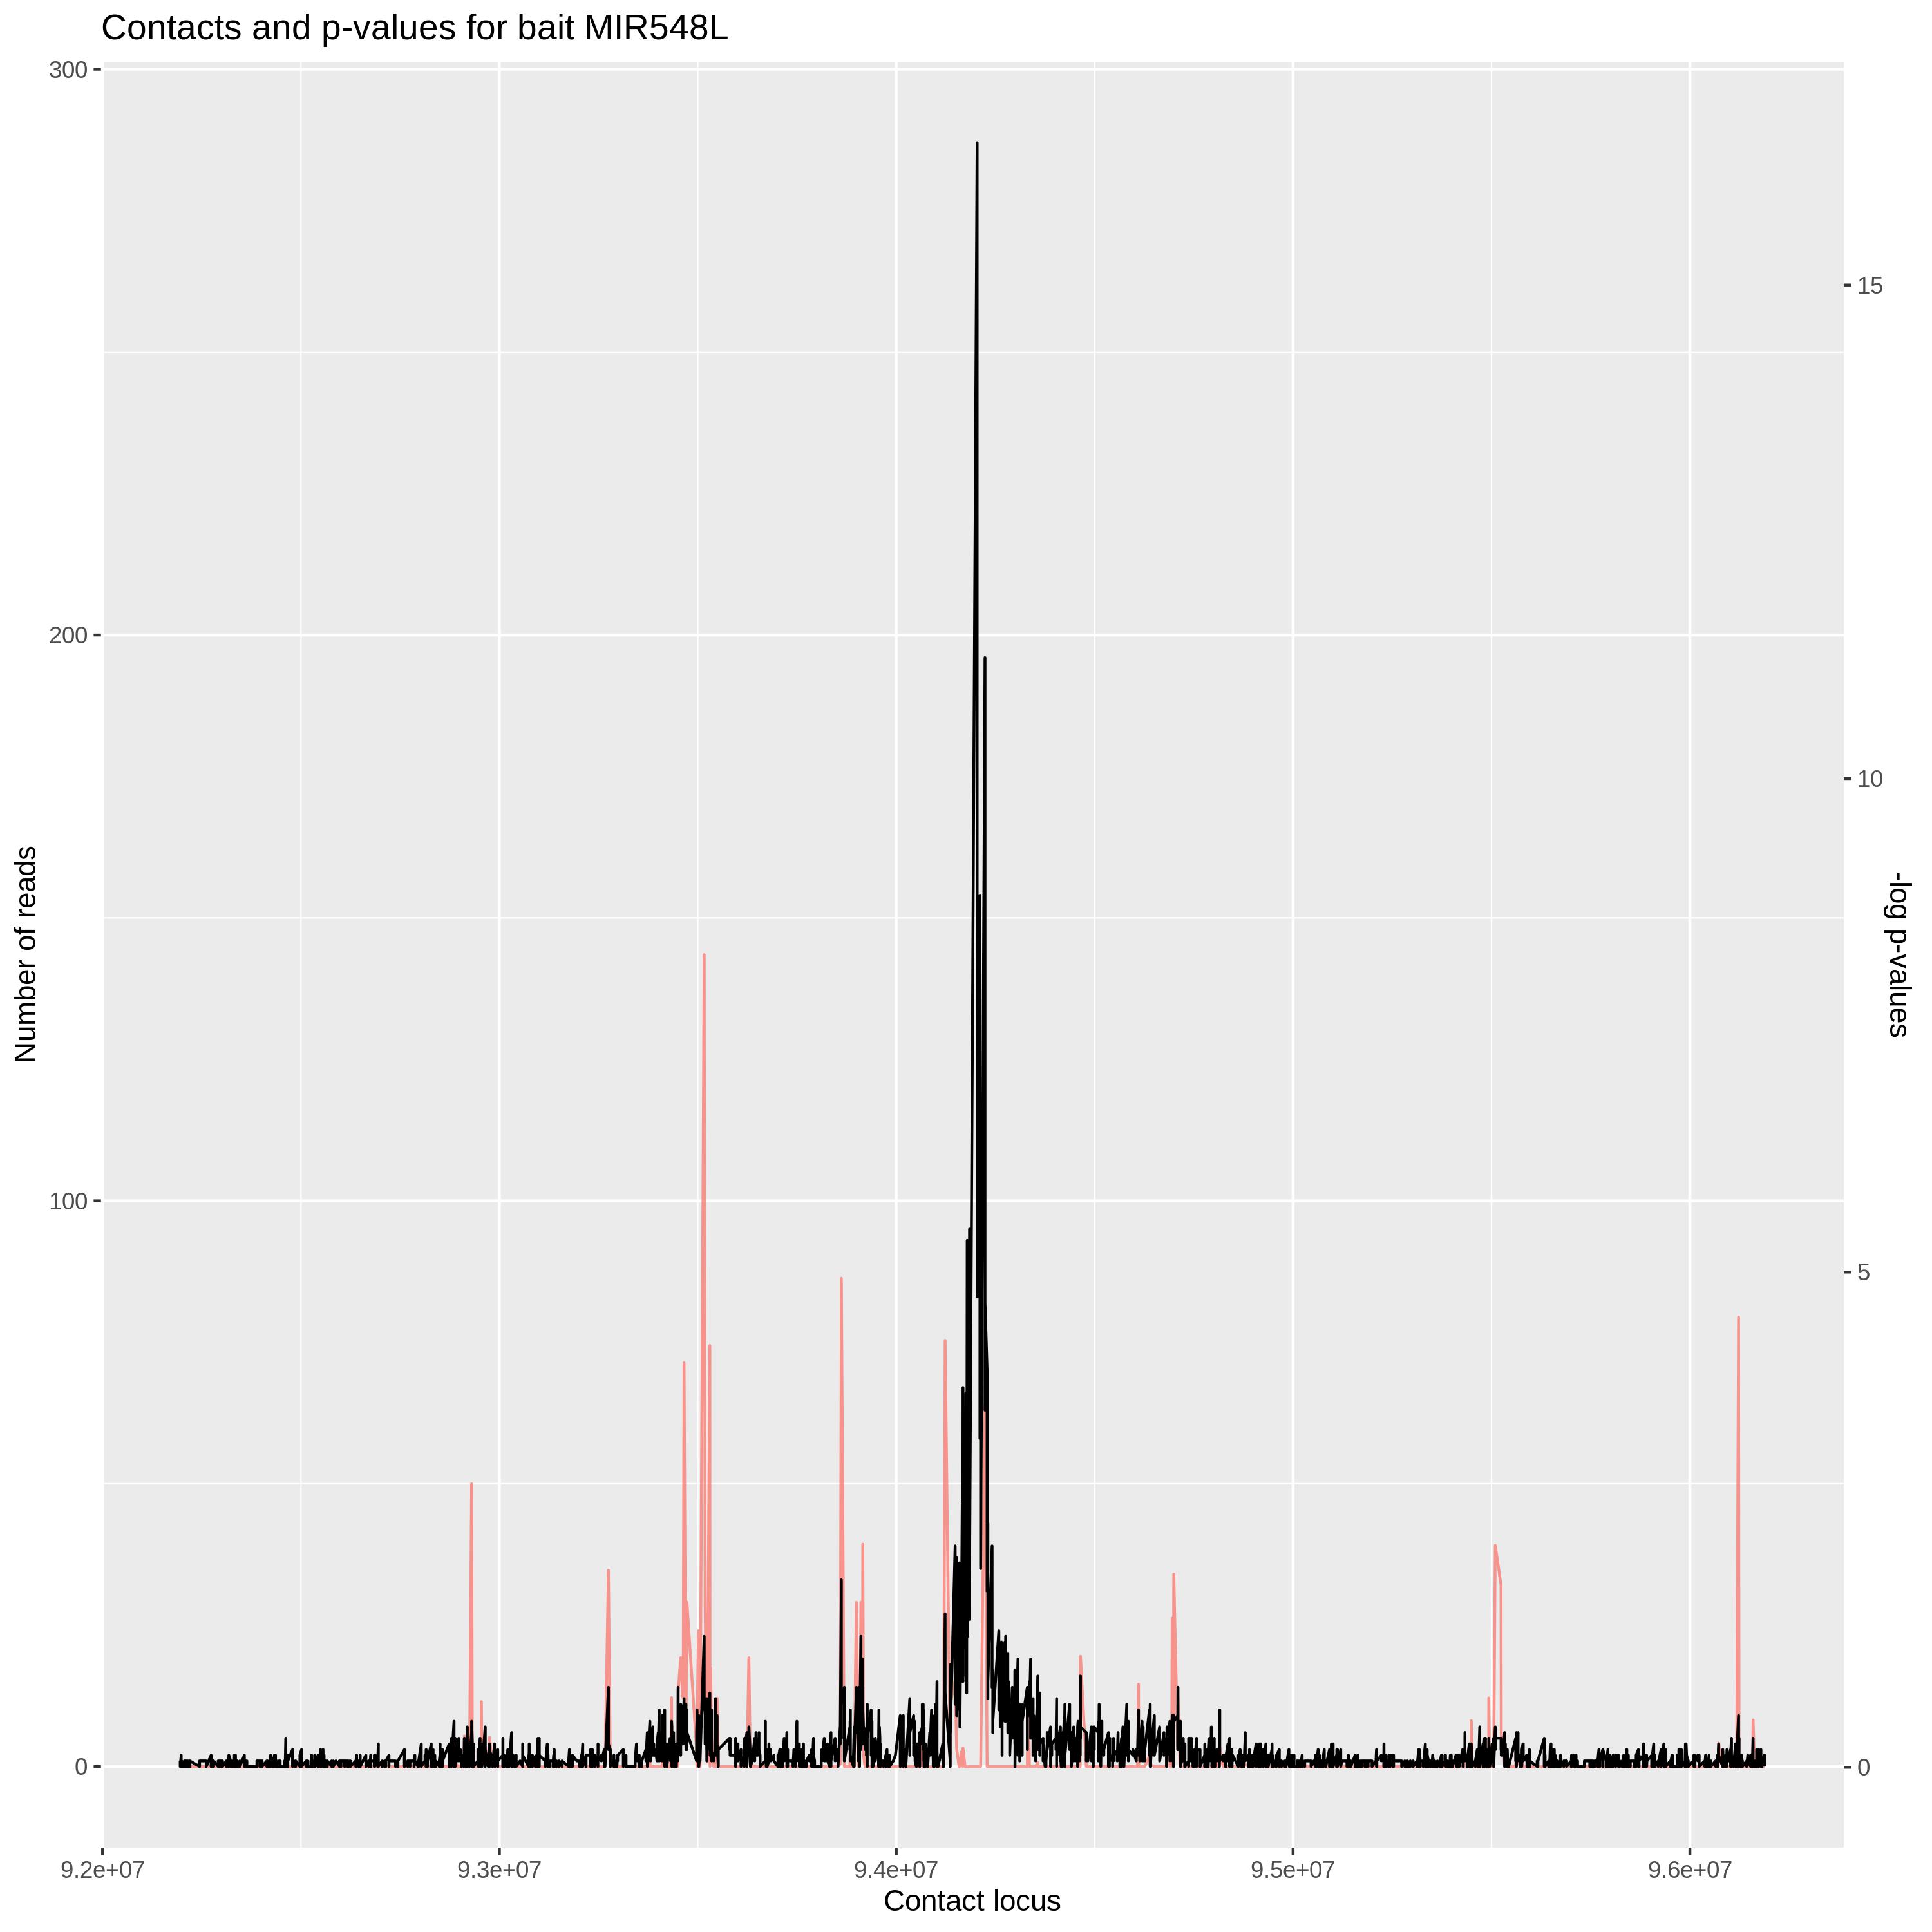 Contacts and p-values for bait MIR548L
300
200
100
0
Number of reads
15
10
5
0
-log p-values
9.2e+07
9.3e+07
9.4e+07
9.5e+07
9.6e+07
Contact locus